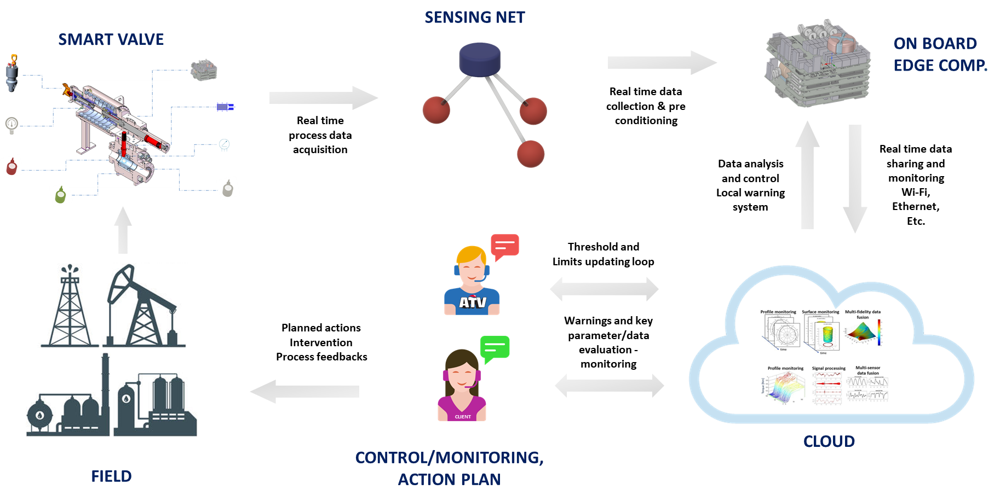 SENSING NET
SMART VALVE
ON BOARD
EDGE COMP.
Real time
process data
acquisition
Real time data
collection & pre
conditioning
Data analysis
and control
Local warning
system
Real time data
sharing and
monitoring
Wi-Fi,
Ethernet,
Etc.
Threshold and
Limits updating loop
ATV
Warnings and key
parameter/data
evaluation -
monitoring
Planned actions
Intervention
Process feedbacks
CLIENT
Profile monitoring
Surface monitoring
Multi-fidelity data
fusion
time
time
Profile monitoring
Signal processing
Multi-sensor
data fusion
Torque [Nm]
CLOUD
CONTROL/MONITORING,
ACTION PLAN
FIELD